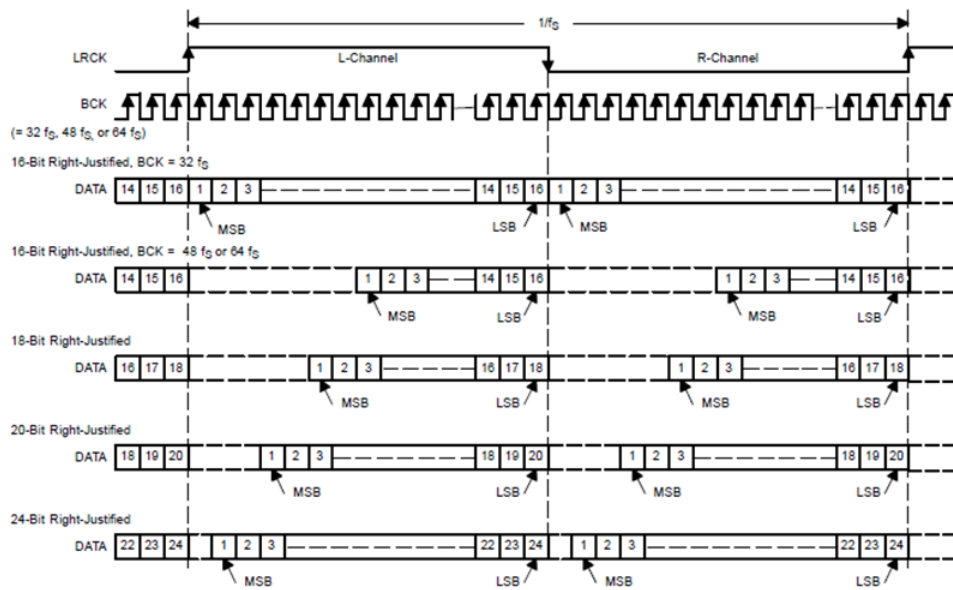 1/fS
LRCK L-Channel R-Channel
BCK
(= 32 fS, 48 fS, or 64 fS)
16-Bit Right-Justified, BCK = 32 fS
DATA 14 15 16 1 2 3 14 15 16 1 2 3 14 15 16
MSB LSB MSB LSB
16-Bit Right-Justified, BCK = 48 fS or 64 fS
DATA 14 15 16 1 2 3 14 15 16 1 2 3 14 15 16
MSB LSB MSB LSB
18-Bit Right-Justified
DATA 16 17 18 1 2 3 16 17 18 1 2 3 16 17 18
MSB LSB MSB LSB
20-Bit Right-Justified
DATA 18 19 20 1 2 3 18 19 20 1 2 3 18 19 20
MSB LSB MSB LSB
24-Bit Right-Justified
DATA 22 23 24 1 2 3 22 23 24 1 2 3 22 23 24
MSB LSB MSB LSB